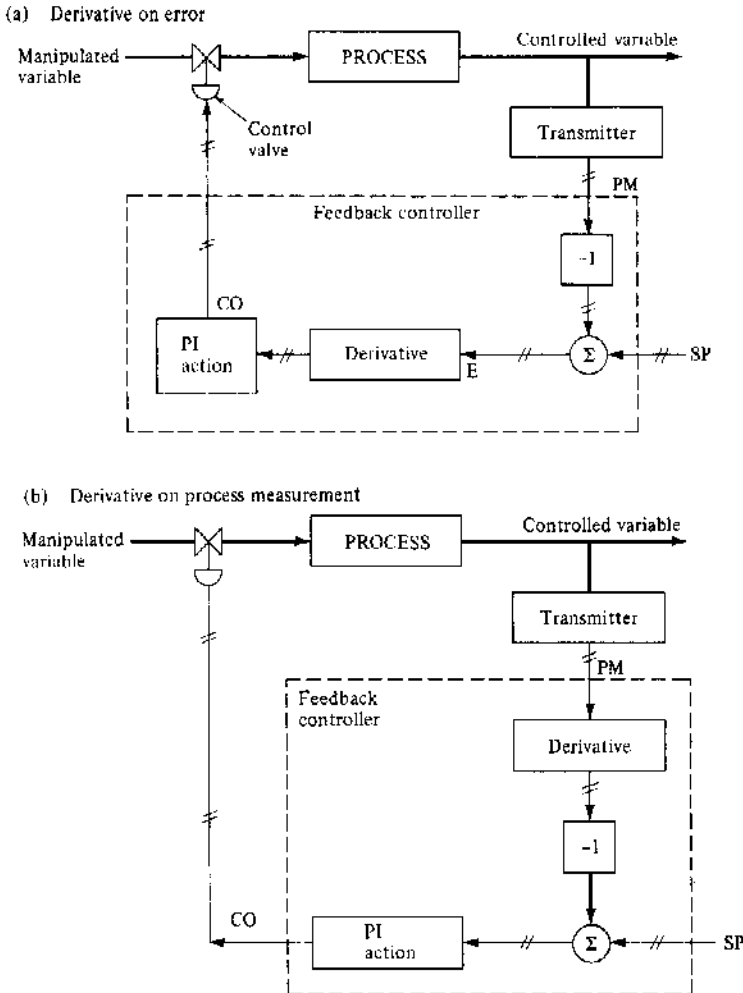 (a) Derivative on error
Controlled variable
Manipulated
variable
PROCESS
Control
valve
Transmitter
PM
Feedback controller
-1
CO
PI
action
Derivative
E
Σ
SP
(b) Derivative on process measurement
Controlled variable
Manipulated
variable
PROCESS
Transmitter
PM
Feedback
controller
Derivative
-1
CO
PI
action
Σ
SP